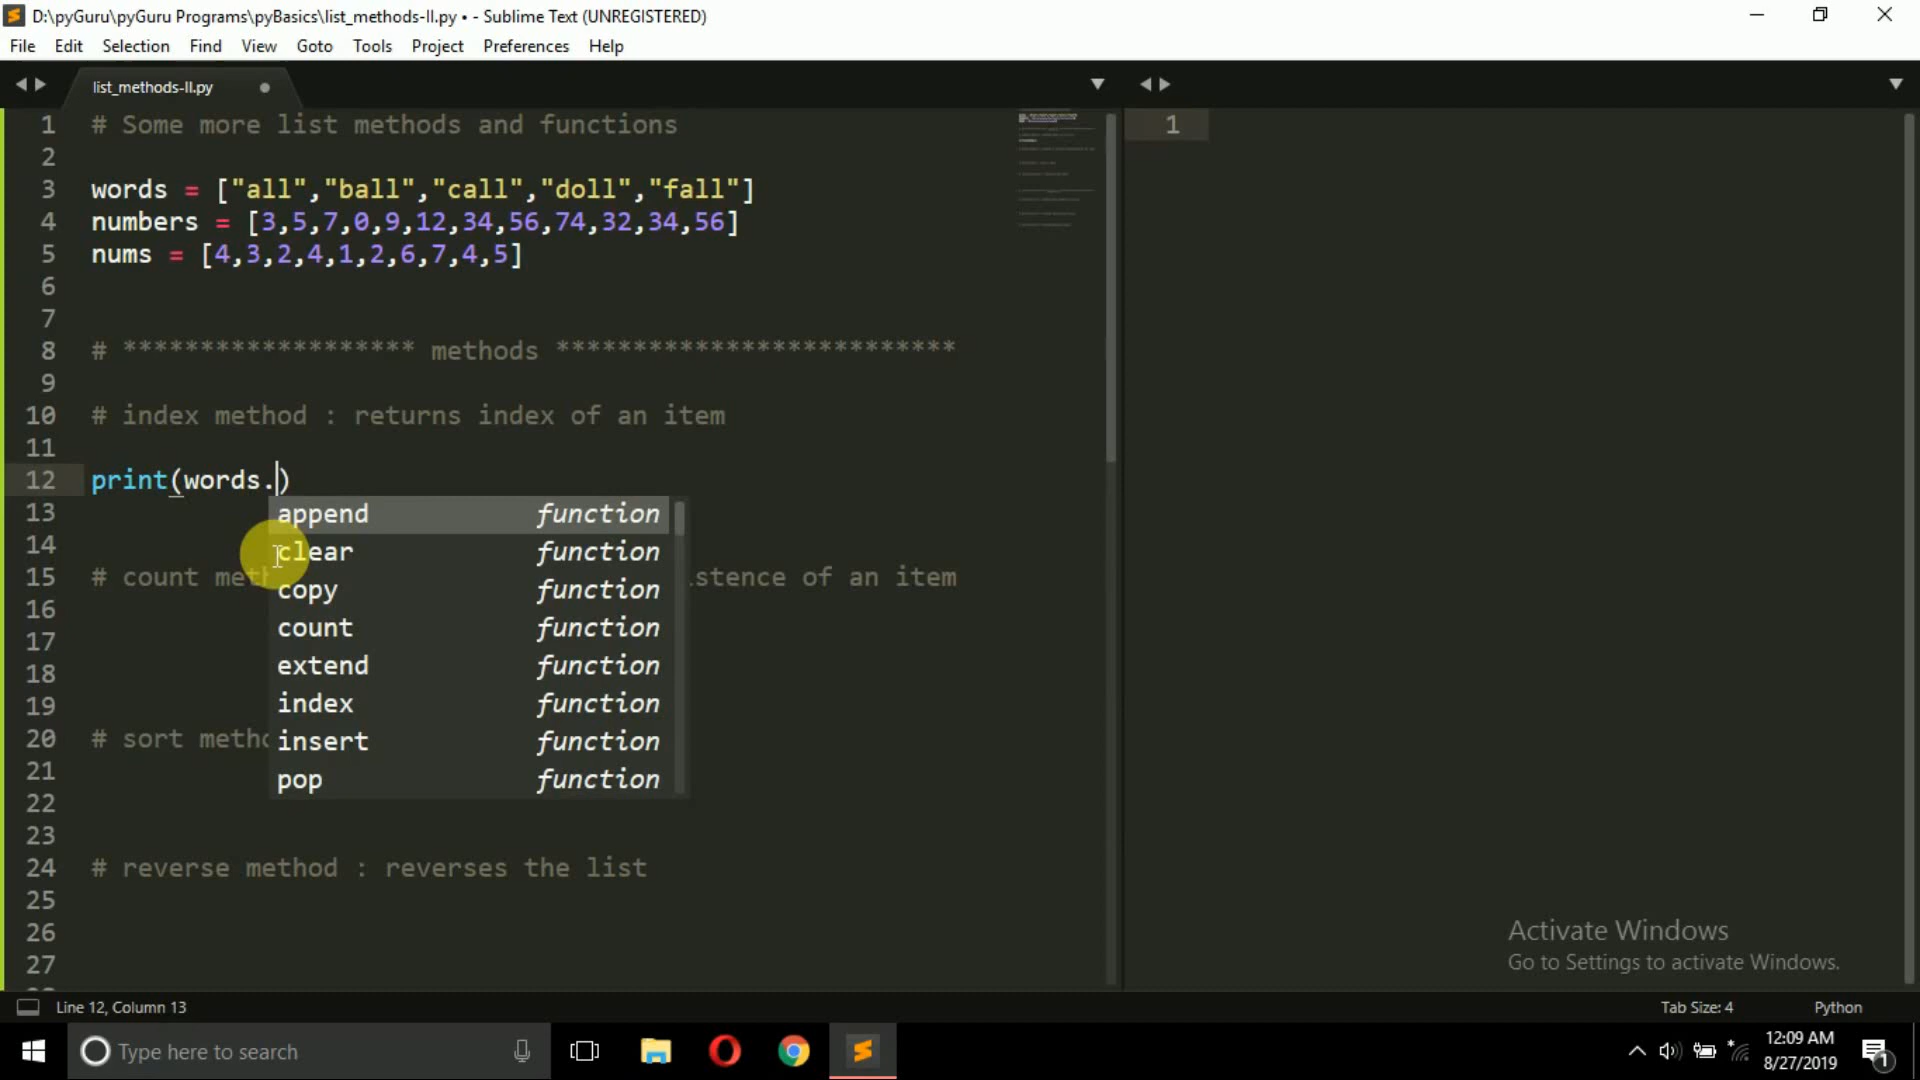 D:\pyGuru\pyGuru Programs\pyBasics\list_methods-II.py • - Sublime Text (UNREGISTERED)
File Edit Selection Find View Goto Tools Project Preferences Help
list_methods-II.py
1 # Some more list methods and functions
1
2
3 words = ["all","ball","call","doll","fall"]
4 numbers = [3,5,7,0,9,12,34,56,74,32,34,56]
5 nums = [4,3,2,4,1,2,6,7,4,5]
6
7
8 # ******************* methods **************************
9
10 # index method : returns index of an item
11
12 print(words.)
13 append function
14 clear function
15 # count meth stence of an item
16 copy function
17 count function
18 extend function
19 index function
20 # sort metho
21 insert function
22 pop function
23
24 # reverse method : reverses the list
25
26
27
Activate Windows
Go to Settings to activate Windows.
Line 12, Column 13 Tab Size: 4 Python
Type here to search
12:09 AM
8/27/2019
1